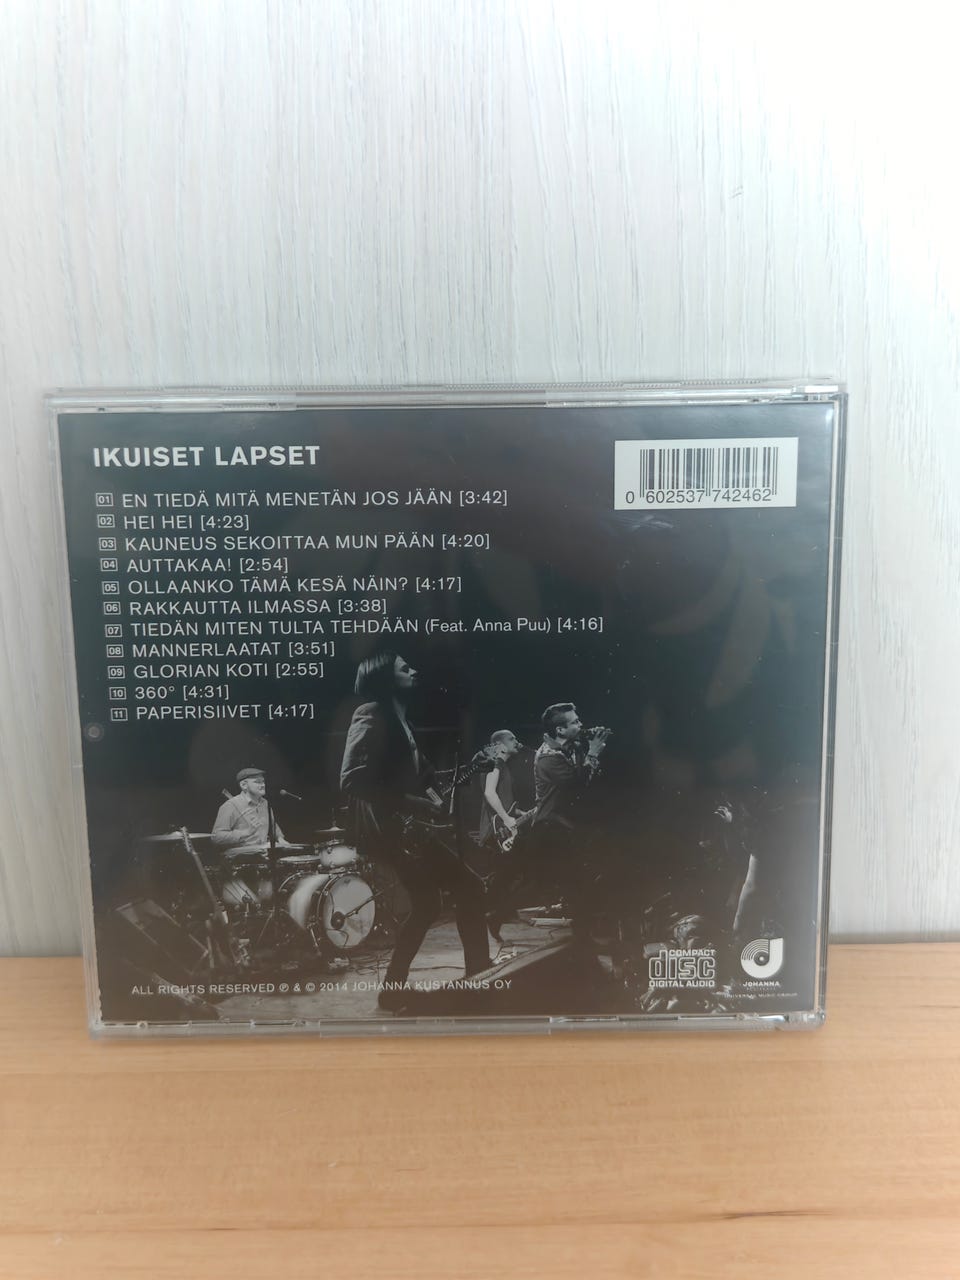 IKUISET LAPSET
01 EN TIEDÄ MITÄ MENETÄN JOS JÄÄN [3:42]
02 HEI HEI [4:23]
03 KAUNEUS SEKOITTAA MUN PÄÄN [4:20]
04 AUTTAKAA! [2:54]
05 OLLAANKO TÄMÄ KESÄ NÄIN? [4:17]
06 RAKKAUTTA ILMASSA [3:38]
07 TIEDÄN MITEN TULTA TEHDÄÄN (Feat. Anna Puu) [4:16]
08 MANNERLAATAT [3:51]
09 GLORIAN KOTI [2:55]
10 360° [4:31]
11 PAPERISIIVET [4:17]
0 602537 742462
ALL RIGHTS RESERVED ℗ & © 2014 JOHANNA KUSTANNUS OY
COMPACT
disc
DIGITAL AUDIO
JOHANNA
UNIVERSAL MUSIC GROUP